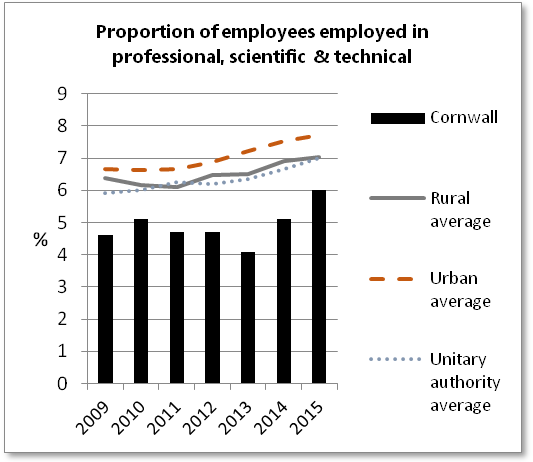 Proportion of employees employed in
professional, scientific & technical
9
8
7
6
5
4
3
2
1
0
%
2009
2010
2011
2012
2013
2014
2015
Cornwall
Rural
average
Urban
average
Unitary
authority
average